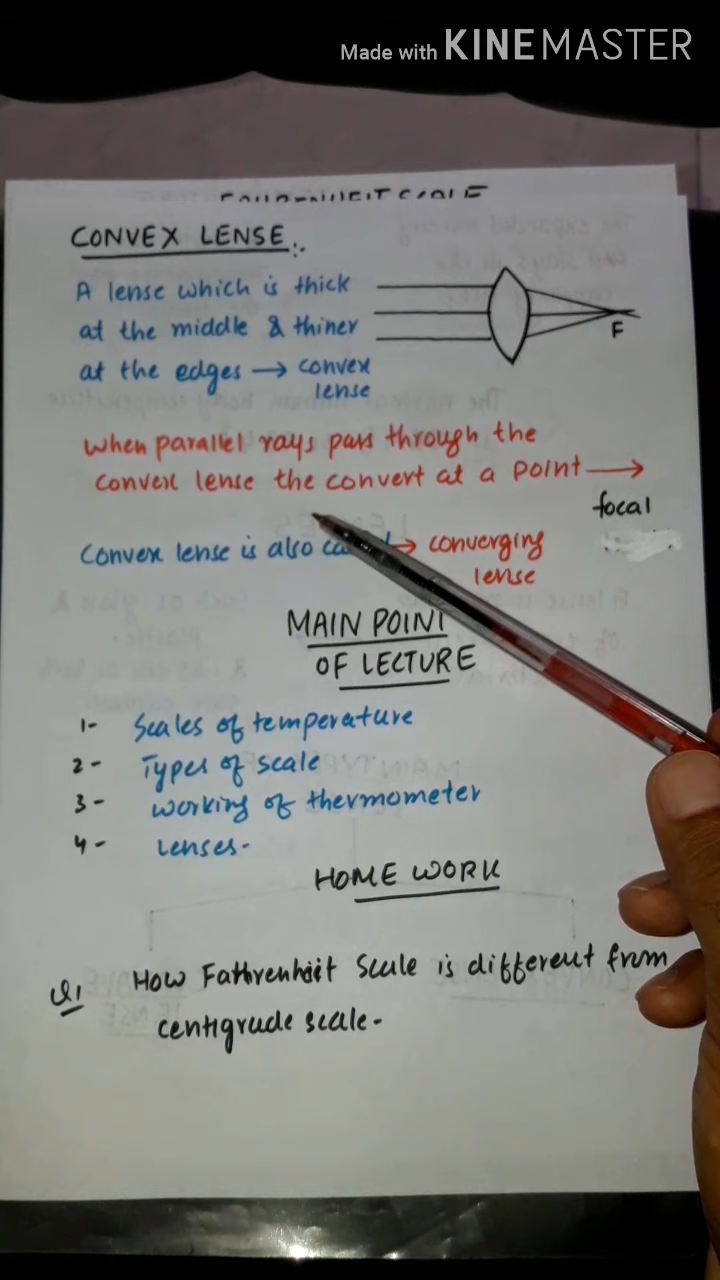 Made with KINEMASTER
CONVEX LENSE:-
A lense which is thick
at the middle & thiner
at the edges → convex
lense
F
when parallel rays pass through the
convex lense the convert at a point →
focal
Convex lense is also → converging
lense
MAIN POINT
OF LECTURE
1- Scales of temperature
2- Types of scale
3- working of thermometer
4- lenses-
HOME WORK
Q1 How Fathrenheit Scale is different from
centigrade scale-